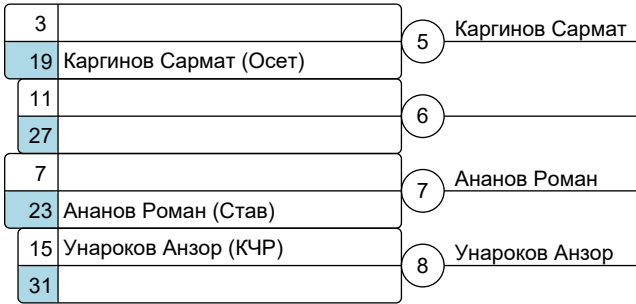 3
5 Каргинов Сармат
19 Каргинов Сармат (Осет)
11
6
27
7
7 Ананов Роман
23 Ананов Роман (Став)
15 Унароков Анзор (КЧР)
8 Унароков Анзор
31